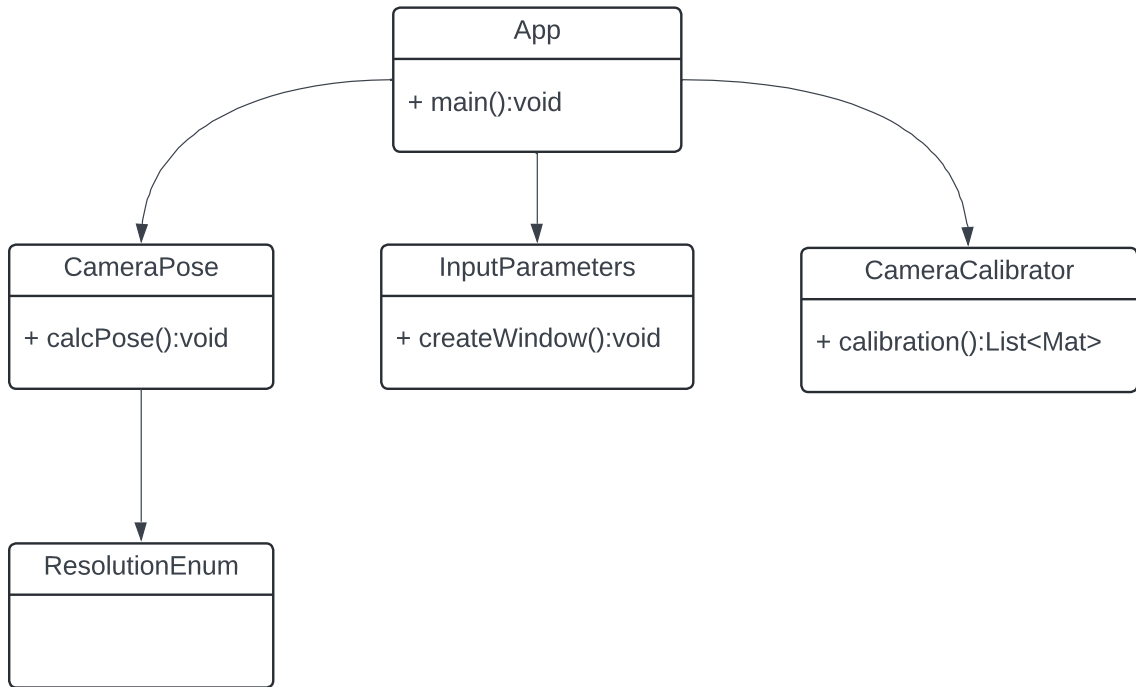 App
+ main():void
CameraPose
+ calcPose():void
InputParameters
+ createWindow():void
CameraCalibrator
+ calibration():List<Mat>
ResolutionEnum